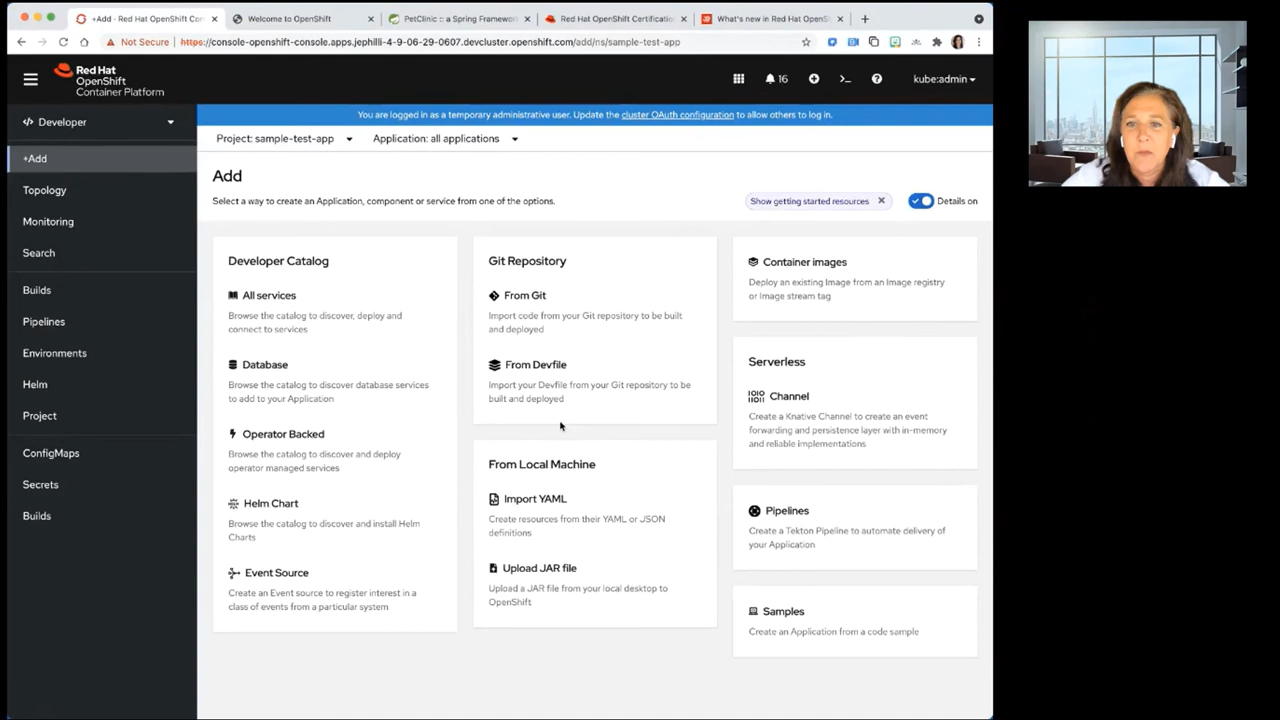 +Add - Red Hat OpenShift Con
Welcome to OpenShift
PetClinic :: a Spring Framework
Red Hat OpenShift Certification
What's new in Red Hat OpenSh
Not Secure
https://console-openshift-console.apps.jephilli-4-9-06-29-0607.devcluster.openshift.com/add/ns/sample-test-app
Red Hat
OpenShift
Container Platform
16
kube:admin
You are logged in as a temporary administrative user. Update the cluster OAuth configuration to allow others to log in.
Developer
+Add
Topology
Monitoring
Search
Builds
Pipelines
Environments
Helm
Project
ConfigMaps
Secrets
Builds
Project: sample-test-app
Application: all applications
Add
Select a way to create an Application, component or service from one of the options.
Show getting started resources
Details on
Developer Catalog
All services
Browse the catalog to discover, deploy and
connect to services
Database
Browse the catalog to discover database services
to add to your Application
Operator Backed
Browse the catalog to discover and deploy
operator managed services
Helm Chart
Browse the catalog to discover and install Helm
Charts
Event Source
Create an Event source to register interest in a
class of events from a particular system
Git Repository
From Git
Import code from your Git repository to be built
and deployed
From Devfile
Import your Devfile from your Git repository to be
built and deployed
From Local Machine
Import YAML
Create resources from their YAML or JSON
definitions
Upload JAR file
Upload a JAR file from your local desktop to
OpenShift
Container images
Deploy an existing Image from an Image registry
or Image stream tag
Serverless
Channel
Create a Knative Channel to create an event
forwarding and persistence layer with in-memory
and reliable implementations
Pipelines
Create a Tekton Pipeline to automate delivery of
your Application
Samples
Create an Application from a code sample